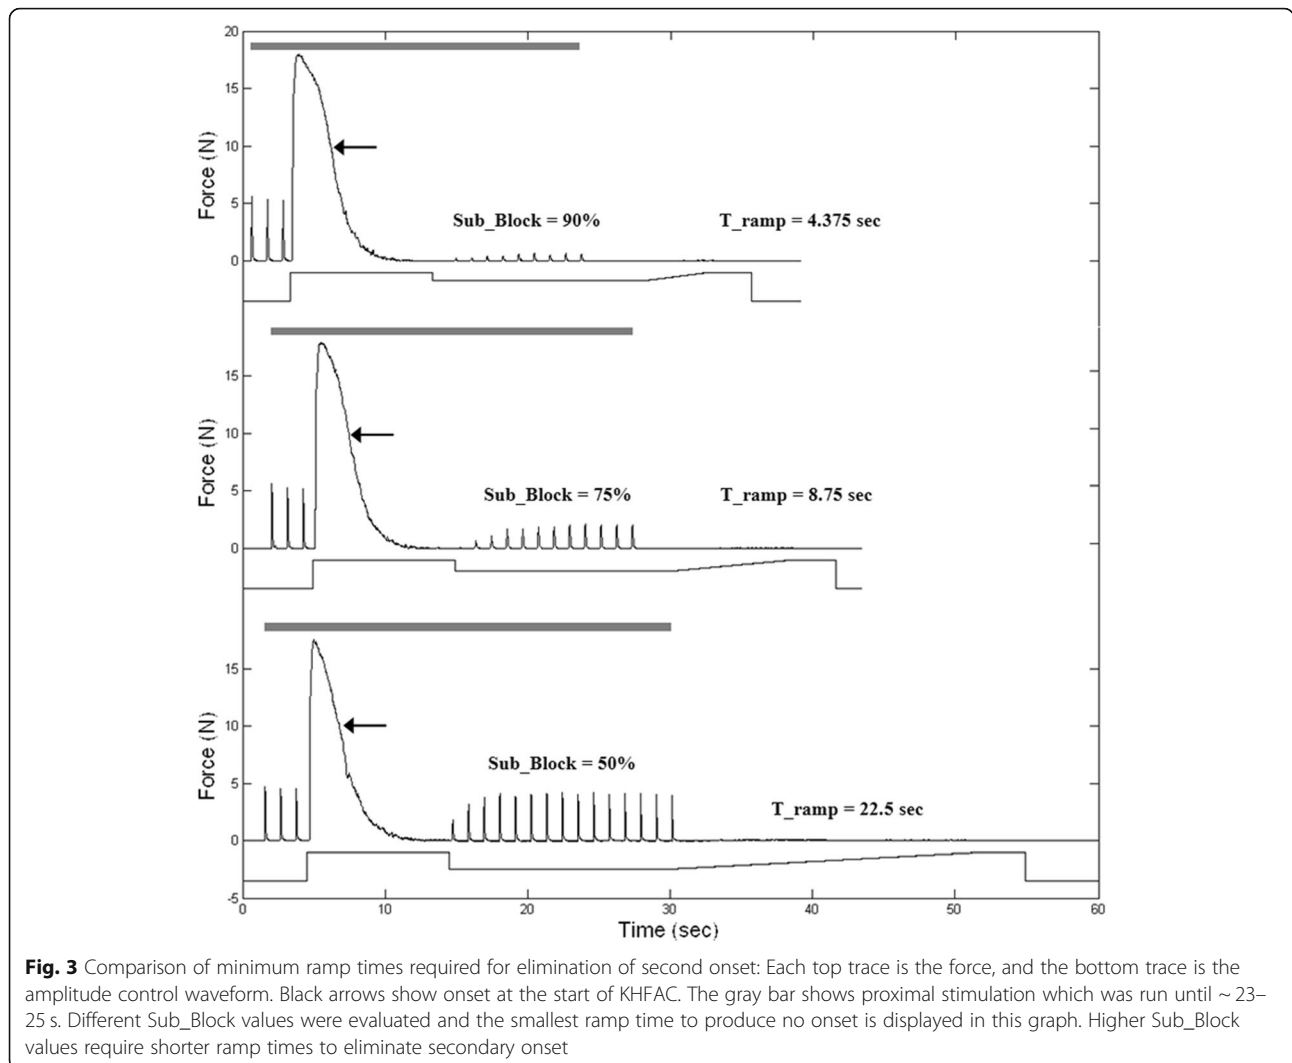 20
15
10
5
0
Force (N)
Sub_Block = 90%
T_ramp = 4.375 sec
15
10
5
0
Force (N)
Sub_Block = 75%
T_ramp = 8.75 sec
15
10
5
0
-5
Force (N)
Sub_Block = 50%
T_ramp = 22.5 sec
0 10 20 30 40 50 60
Time (sec)
Fig. 3 Comparison of minimum ramp times required for elimination of second onset: Each top trace is the force, and the bottom trace is the
amplitude control waveform. Black arrows show onset at the start of KHFAC. The gray bar shows proximal stimulation which was run until ~ 23–
25 s. Different Sub_Block values were evaluated and the smallest ramp time to produce no onset is displayed in this graph. Higher Sub_Block
values require shorter ramp times to eliminate secondary onset